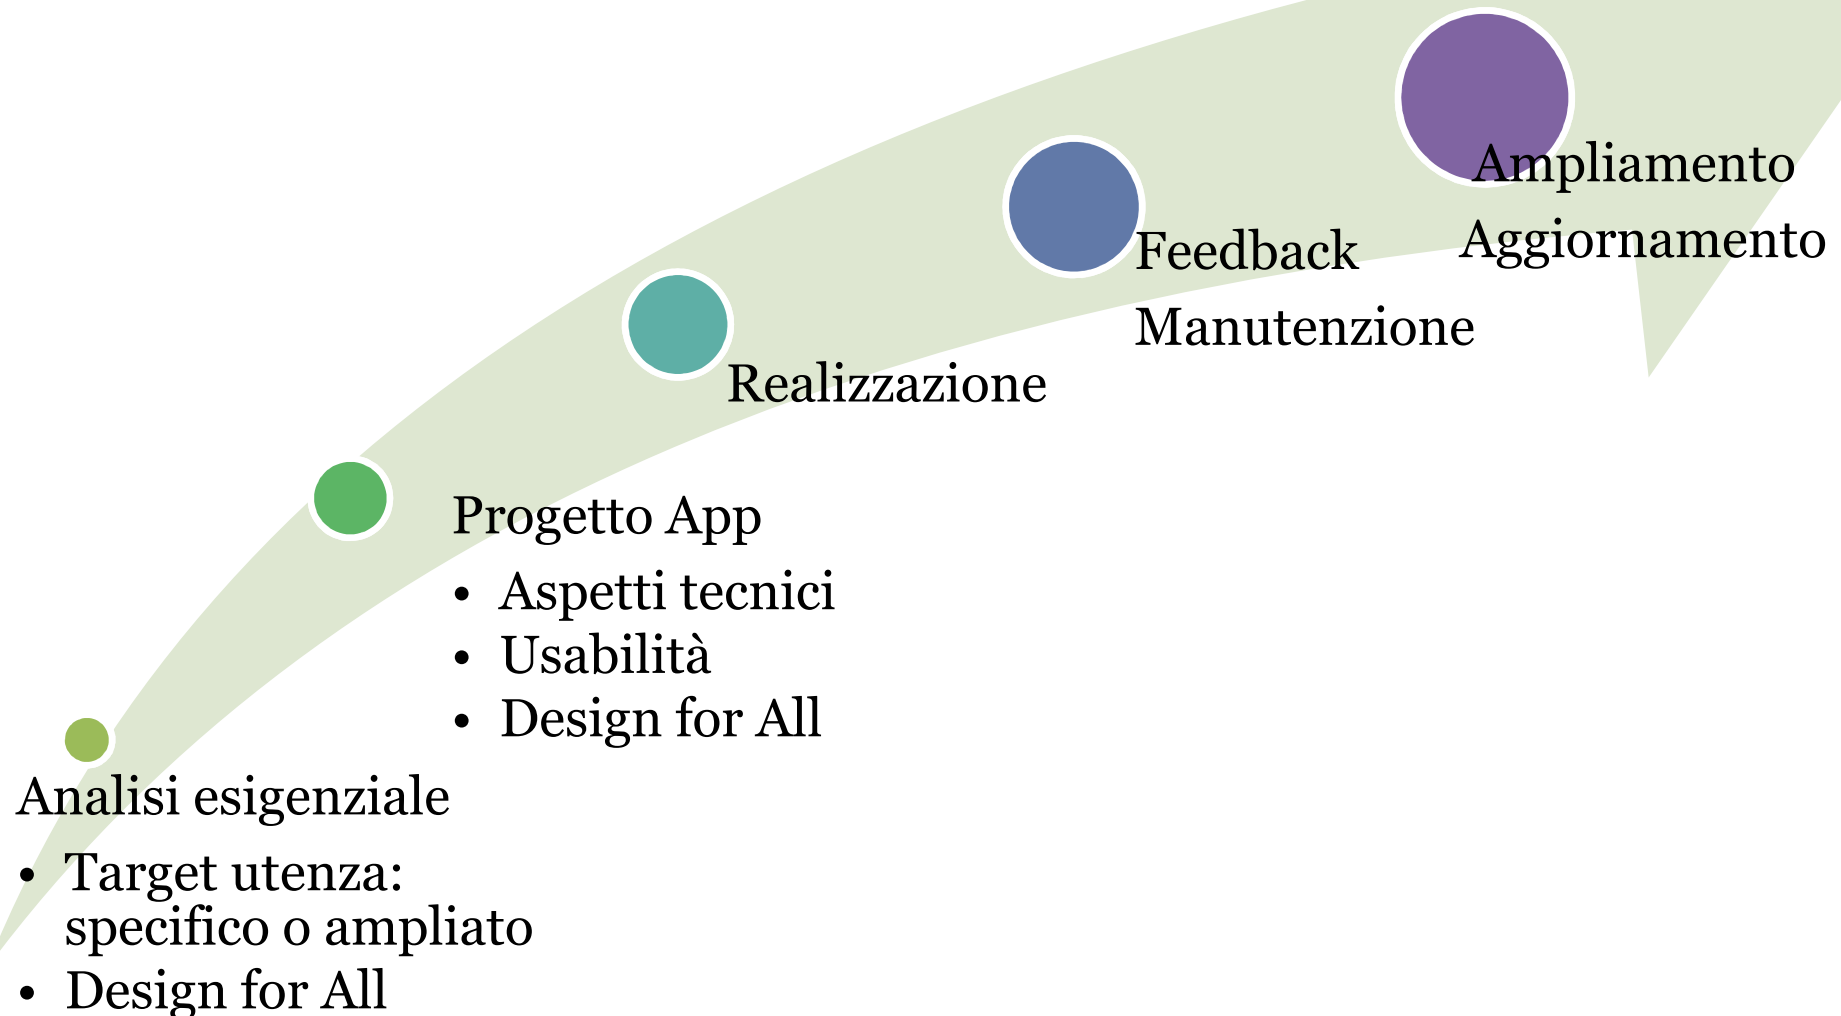 Analisi esigenziale
• Target utenza:
specifico o ampliato
• Design for All
Progetto App
• Aspetti tecnici
• Usabilità
• Design for All
Realizzazione
Feedback
Manutenzione
Ampliamento
Aggiornamento